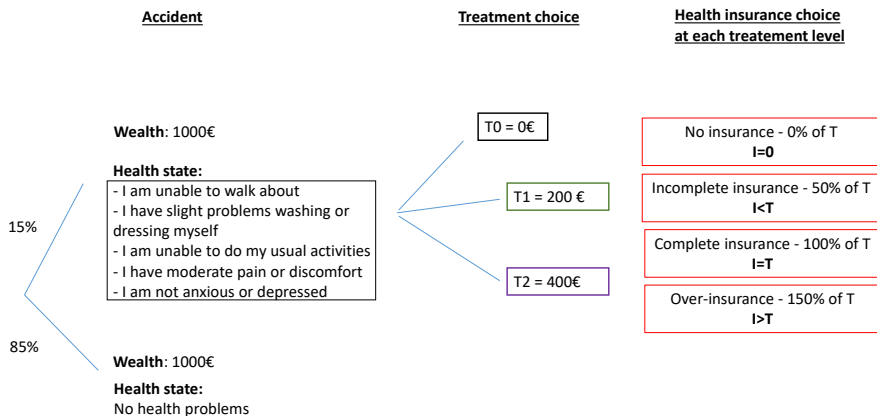 Accident
Treatment choice
Health insurance choice
at each treatement level
Wealth: 1000€
Health state:
- I am unable to walk about
- I have slight problems washing or
dressing myself
- I am unable to do my usual activities
- I have moderate pain or discomfort
- I am not anxious or depressed
15%
85%
Wealth: 1000€
Health state:
No health problems
T0 = 0€
T1 = 200 €
T2 = 400€
No insurance - 0% of T
I=0
Incomplete insurance - 50% of T
I<T
Complete insurance - 100% of T
I=T
Over-insurance - 150% of T
I>T